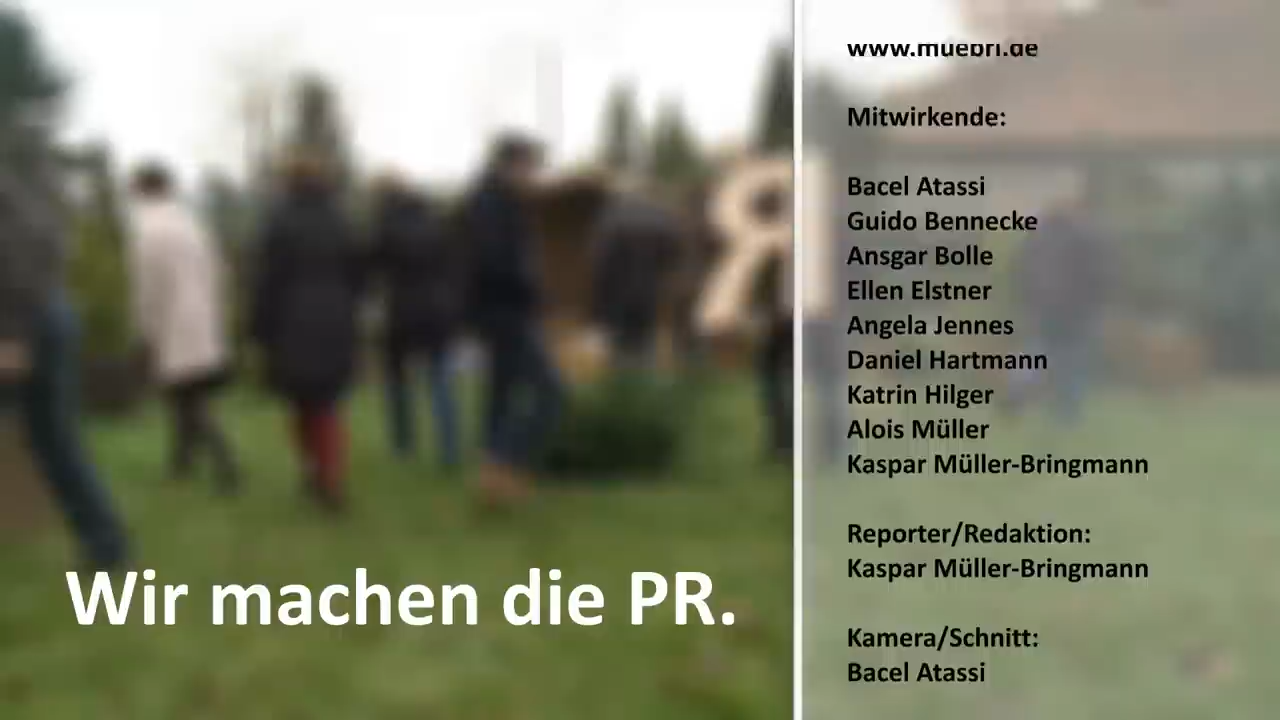 www.muebri.de
Mitwirkende:
Bacel Atassi
Guido Bennecke
Ansgar Bolle
Ellen Elstner
Angela Jennes
Daniel Hartmann
Katrin Hilger
Alois Müller
Kaspar Müller-Bringmann
Reporter/Redaktion:
Kaspar Müller-Bringmann
Kamera/Schnitt:
Bacel Atassi
Wir machen die PR.